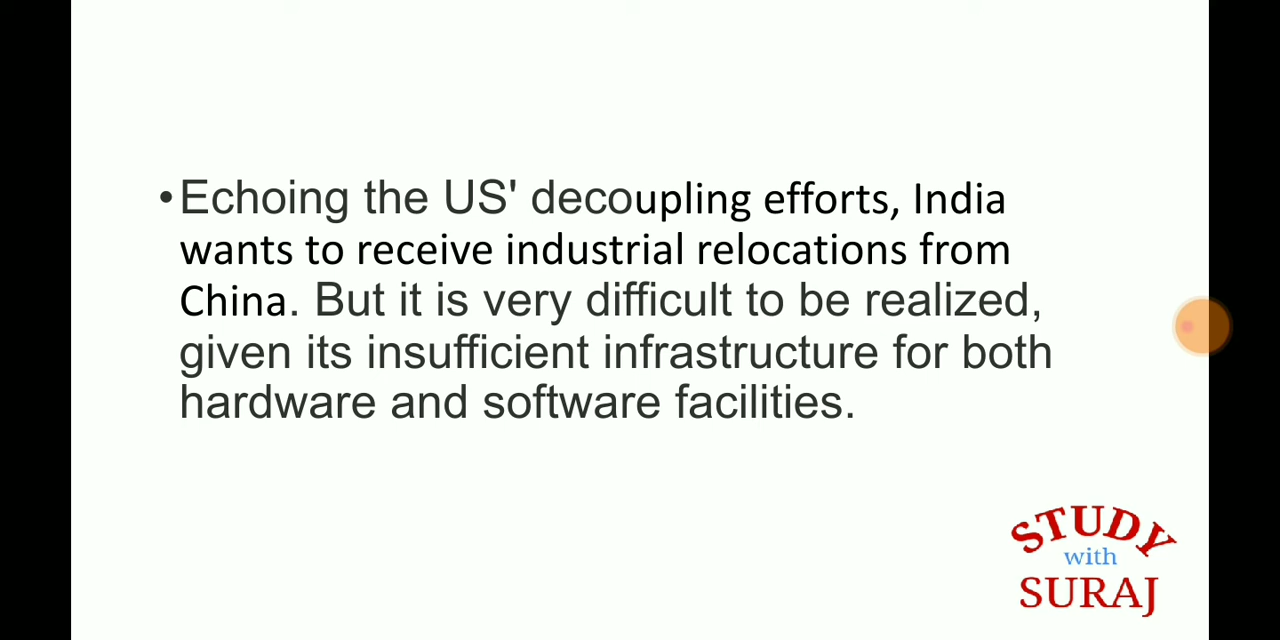 •Echoing the US' decoupling efforts, India
wants to receive industrial relocations from
China. But it is very difficult to be realized,
given its insufficient infrastructure for both
hardware and software facilities.
STUDY
with
SURAJ